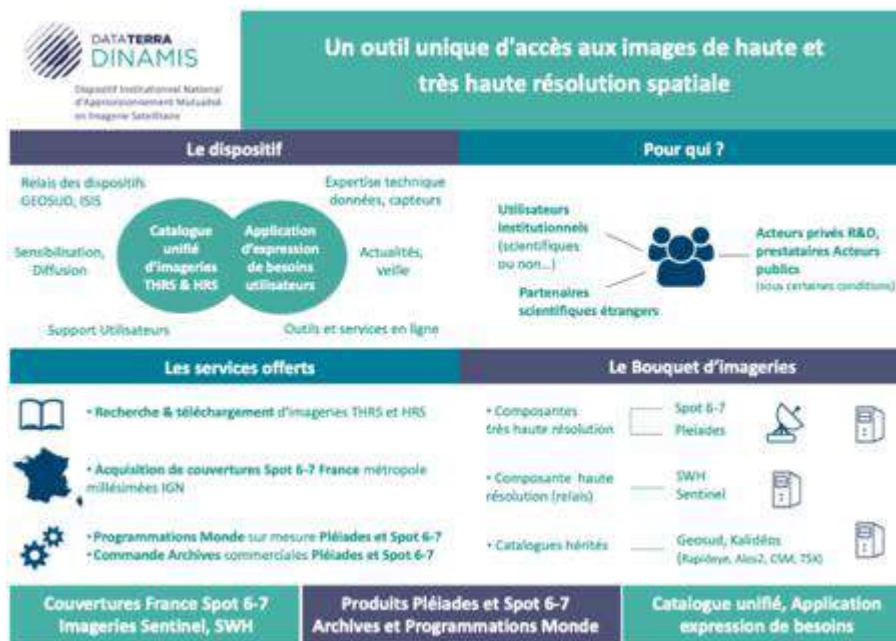 DATATERRA
DINAMIS
Dispositif Institutionnel National
d'Approvisionnement Mutualisé
en Imagerie Satellitaire
Un outil unique d'accès aux images de haute et
très haute résolution spatiale
Le dispositif
Relais des dispositifs
GEOSUD, ISIS
Expertise technique
données, capteurs
Catalogue
unifié
d'imageries
THRS & HRS
Application
d'expression
de besoins
utilisateurs
Sensibilisation,
Diffusion
Actualités,
veille
Support Utilisateurs
Outils et services en ligne
Pour qui ?
Utilisateurs
Institutionnels
(scientifiques
ou non...)
Partenaires
scientifiques étrangers
Acteurs privés R&D,
prestataires Acteurs
publics
(sous certaines conditions)
Les services offerts
• Recherche & téléchargement d'imageries THRS et HRS
• Acquisition de couvertures Spot 6-7 France métropole
millésimées IGN
• Programmations Monde sur mesure Pléiades et Spot 6-7
• Commande Archives commerciales Pléiades et Spot 6-7
Le Bouquet d'imageries
• Composantes
très haute résolution
Spot 6-7
Pleiades
• Composante haute
résolution (relais)
SWH
Sentinel
• Catalogues hérités
Geosud, Kalidéos
(Rapideye, Alos2, CSM, TSX)
Couvertures France Spot 6-7
Imageries Sentinel, SWH
Produits Pléiades et Spot 6-7
Archives et Programmations Monde
Catalogue unifié, Application
expression de besoins